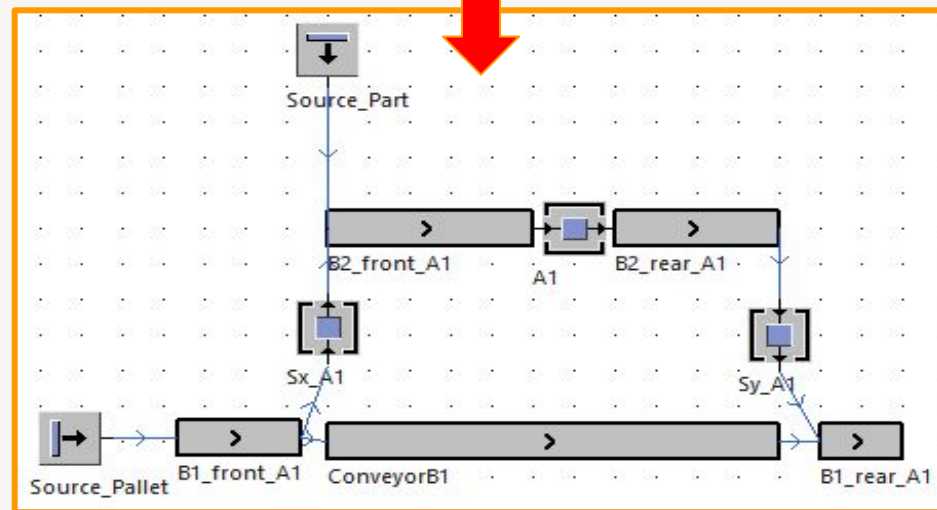 Source_Part
B2_front_A1
A1
B2_rear_A1
Sx_A1
Sy_A1
Source_Pallet
B1_front_A1
ConveyorB1
B1_rear_A1